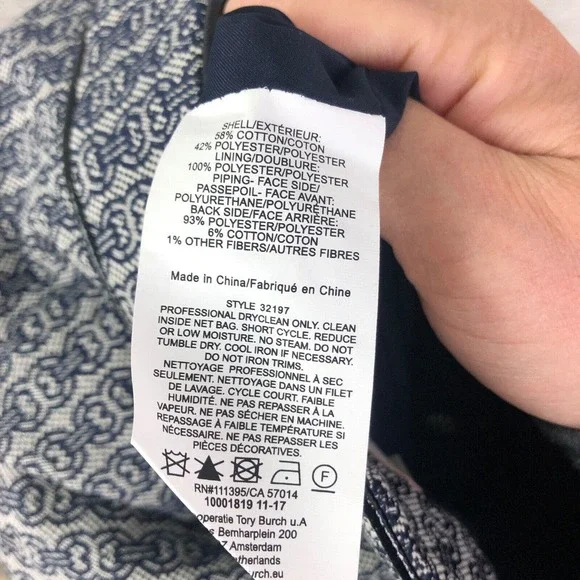 SHELL/EXTÉRIEUR:
58% COTTON/COTON
42% POLYESTER/POLYESTER
LINING/DOUBLURE:
100% POLYESTER/POLYESTER
PIPING- FACE SIDE/
PASSEPOIL- FACE AVANT:
POLYURETHANE/POLYURÉTHANE
BACK SIDE/FACE ARRIÈRE:
93% POLYESTER/POLYESTER
6% COTTON/COTON
1% OTHER FIBERS/AUTRES FIBRES
Made in China/Fabriqué en Chine
STYLE 32197
PROFESSIONAL DRYCLEAN ONLY. CLEAN
INSIDE NET BAG. SHORT CYCLE. REDUCE
OR LOW MOISTURE. NO STEAM. DO NOT
TUMBLE DRY. COOL IRON IF NECESSARY.
DO NOT IRON TRIMS.
NETTOYAGE PROFESSIONNEL À SEC
SEULEMENT. NETTOYAGE DANS UN FILET
DE LAVAGE. CYCLE COURT. FAIBLE
HUMIDITÉ. NE PAS REPASSER À LA
VAPEUR. NE PAS SÉCHER EN MACHINE.
REPASSAGE À FAIBLE TEMPÉRATURE SI
NÉCESSAIRE. NE PAS REPASSER LES
PIÈCES DÉCORATIVES.
F
RN#111395/CA 57014
10001819 11-17
operatie Tory Burch u.A
s Bernharplein 200
7 Amsterdam
etherlands
urch.eu